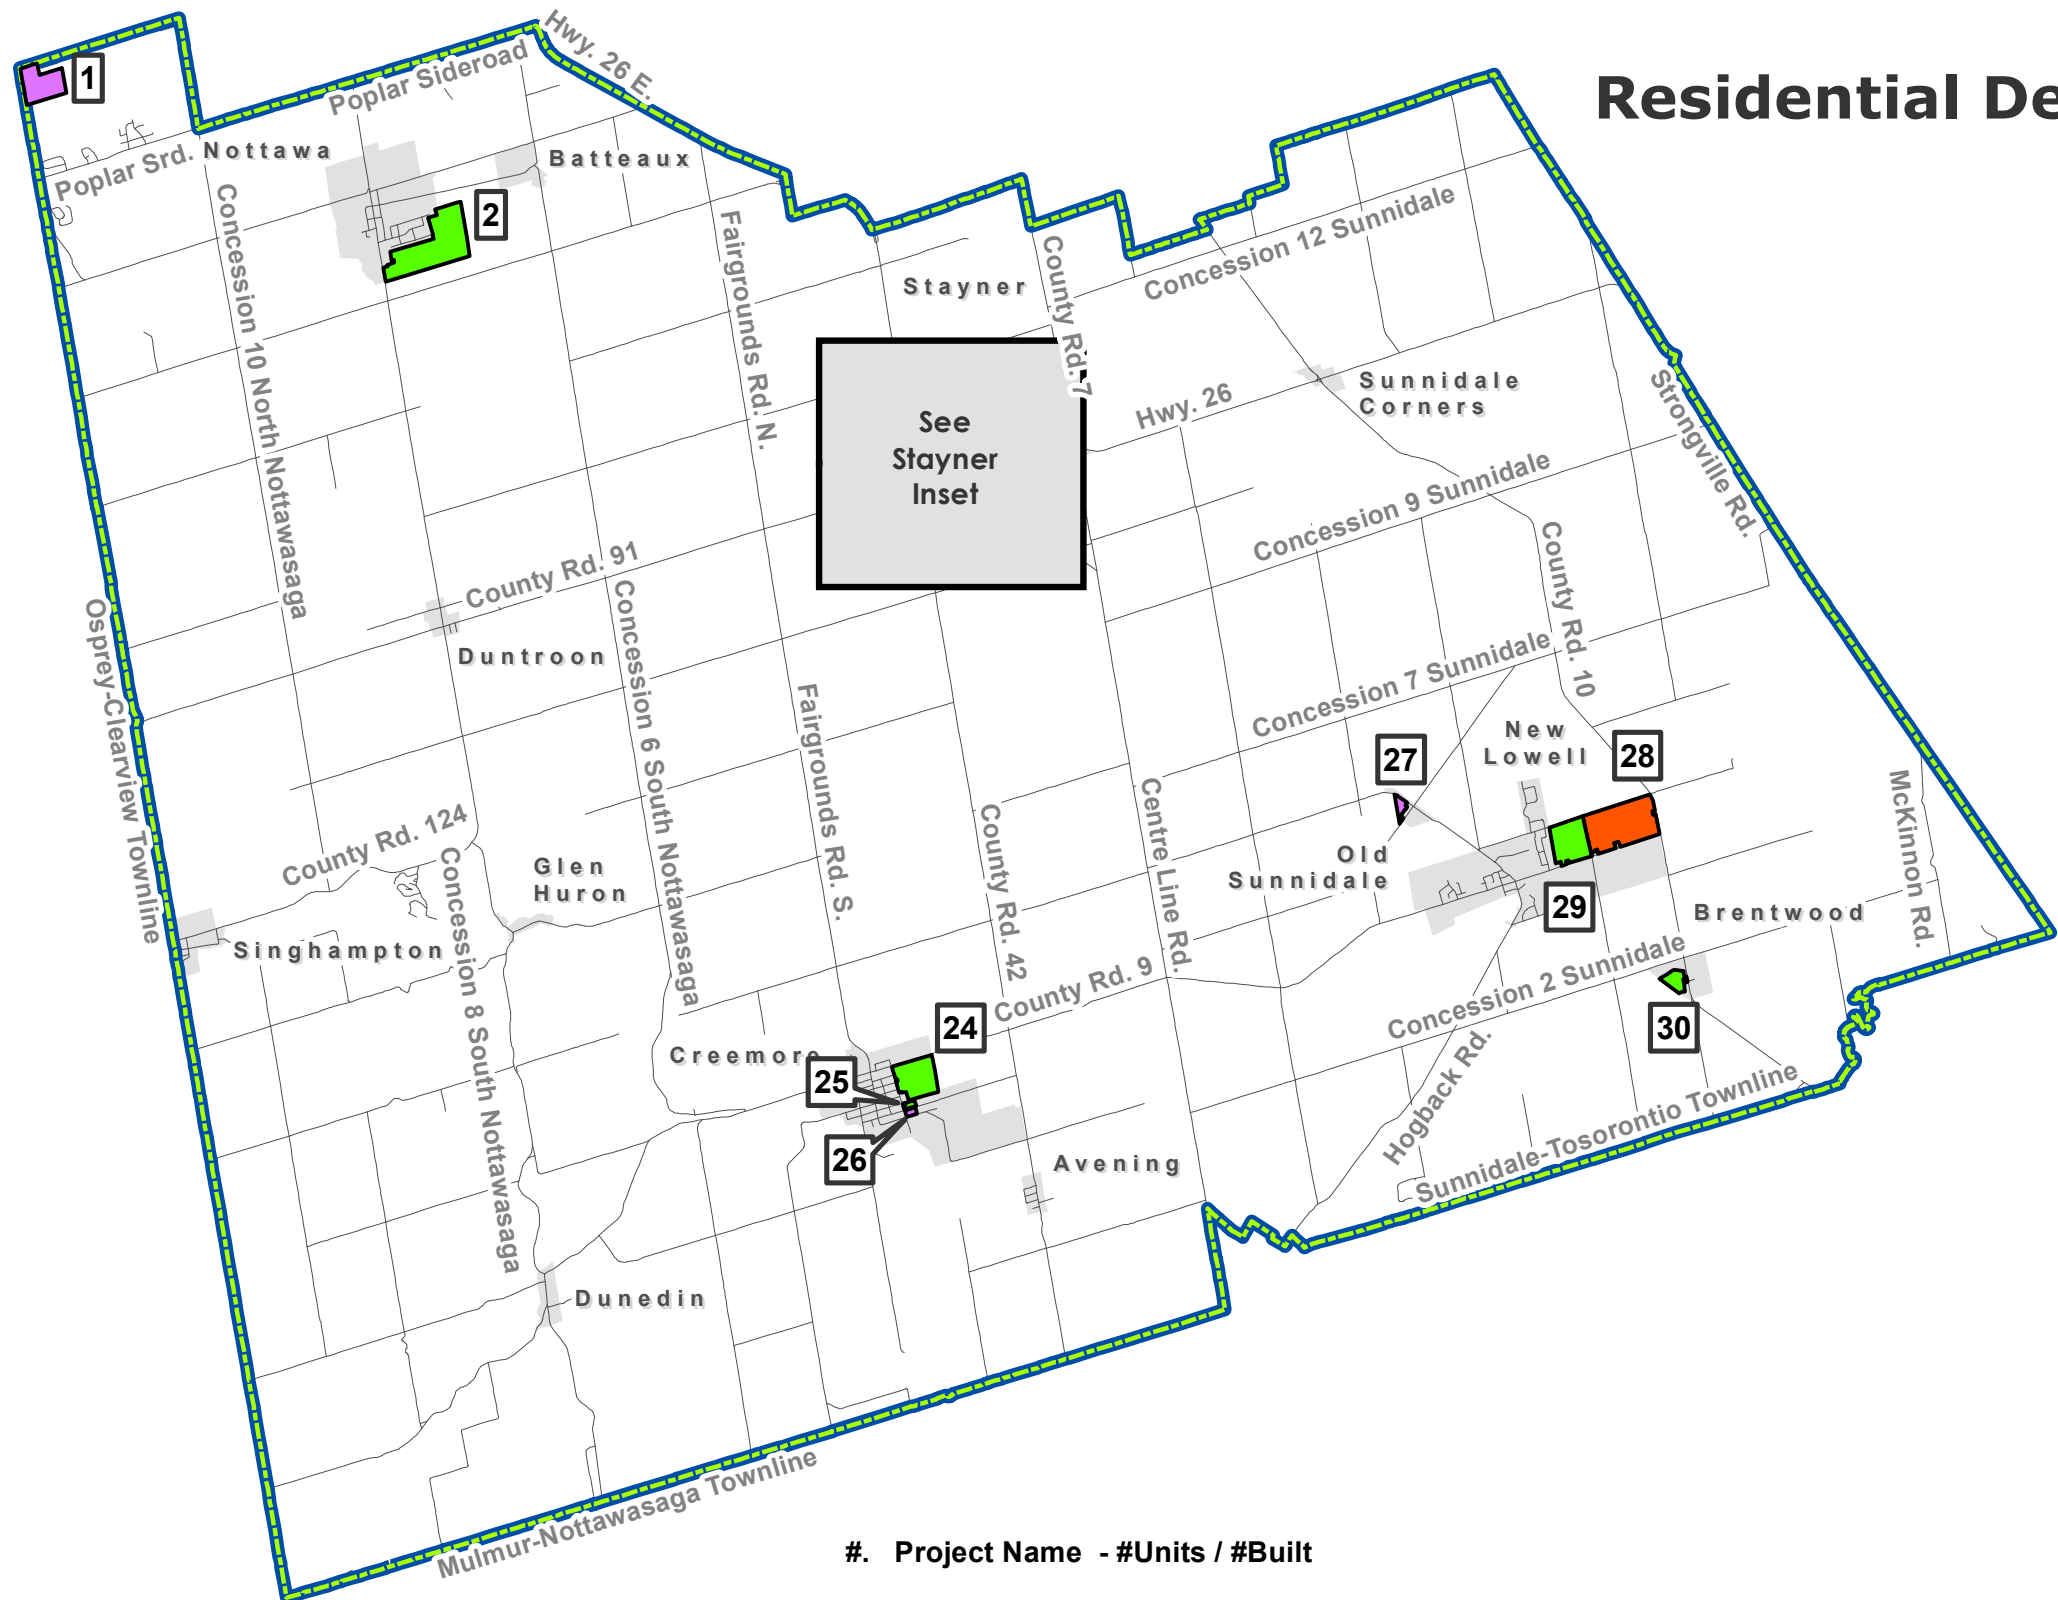 Residential De
Hwy. 26 E.
Poplar Sideroad
1
Poplar Srd.
Nottawa
Batteaux
2
Concession 10 North Nottawasaga
Fairgrounds Rd. N.
Stayner
County Rd. 7
Concession 12 Sunnidale
See
Stayner
Inset
Hwy. 26
Sunnidale
Corners
Strongville Rd.
Concession 9 Sunnidale
County Rd. 91
Duntroon
Concession 6 South Nottawasaga
County Rd. 10
Concession 7 Sunnidale
Osprey-Clearview Townline
Fairgrounds Rd. S.
New
Lowell
27
28
Centre Line Rd.
McKinnon Rd.
County Rd. 124
Glen
Huron
County Rd. 42
Old
Sunnidale
29
Brentwood
Singhampton
Concession 8 South Nottawasaga
County Rd. 9
Concession 2 Sunnidale
24
30
Creemore
25
26
Hogback Rd.
Avening
Sunnidale-Tosorontio Townline
Dunedin
Mulmur-Nottawasaga Townline
#. Project Name - #Units / #Built